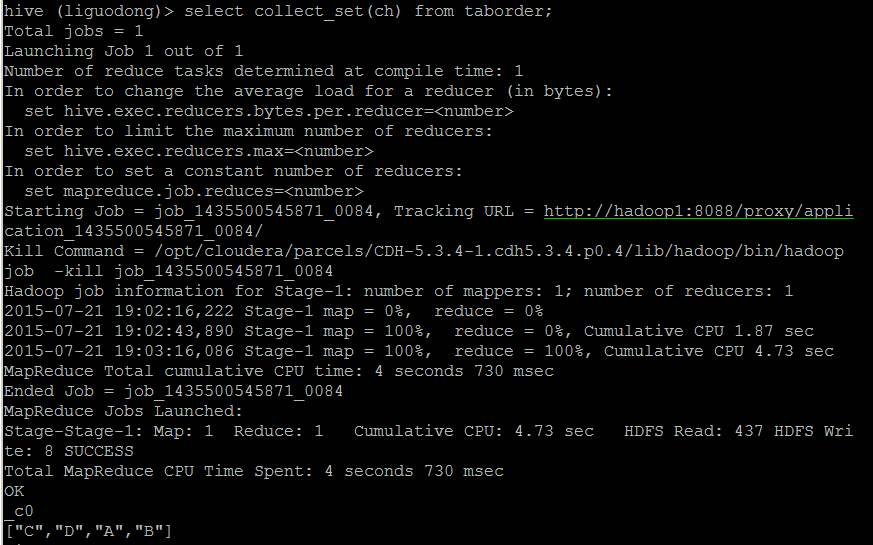 hive (liguodong)> select collect_set(ch) from taborder;
Total jobs = 1
Launching Job 1 out of 1
Number of reduce tasks determined at compile time: 1
In order to change the average load for a reducer (in bytes):
  set hive.exec.reducers.bytes.per.reducer=<number>
In order to limit the maximum number of reducers:
  set hive.exec.reducers.max=<number>
In order to set a constant number of reducers:
  set mapreduce.job.reduces=<number>
Starting Job = job_1435500545871_0084, Tracking URL = http://hadoop1:8088/proxy/appli
cation_1435500545871_0084/
Kill Command = /opt/cloudera/parcels/CDH-5.3.4-1.cdh5.3.4.p0.4/lib/hadoop/bin/hadoop
job  -kill job_1435500545871_0084
Hadoop job information for Stage-1: number of mappers: 1; number of reducers: 1
2015-07-21 19:02:16,222 Stage-1 map = 0%,  reduce = 0%
2015-07-21 19:02:43,890 Stage-1 map = 100%,  reduce = 0%, Cumulative CPU 1.87 sec
2015-07-21 19:03:16,086 Stage-1 map = 100%,  reduce = 100%, Cumulative CPU 4.73 sec
MapReduce Total cumulative CPU time: 4 seconds 730 msec
Ended Job = job_1435500545871_0084
MapReduce Jobs Launched:
Stage-Stage-1: Map: 1  Reduce: 1   Cumulative CPU: 4.73 sec   HDFS Read: 437 HDFS Wri
te: 8 SUCCESS
Total MapReduce CPU Time Spent: 4 seconds 730 msec
OK
_c0
["C","D","A","B"]